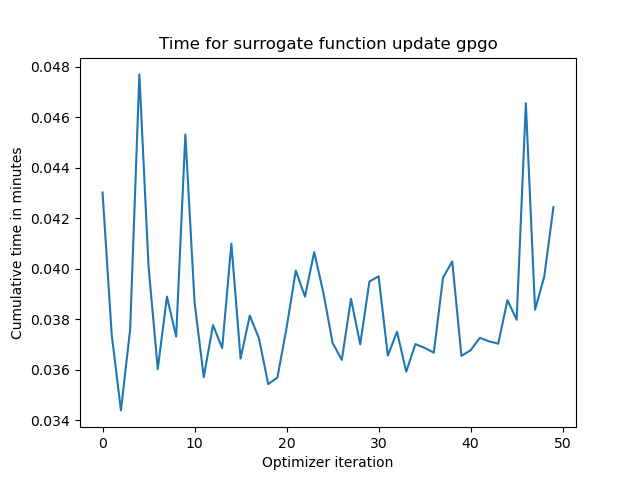 Time for surrogate function update gpgo
0.048
0.046
0.044
0.042
0.040
0.038
0.036
0.034
Cumulative time in minutes
0 10 20 30 40 50
Optimizer iteration